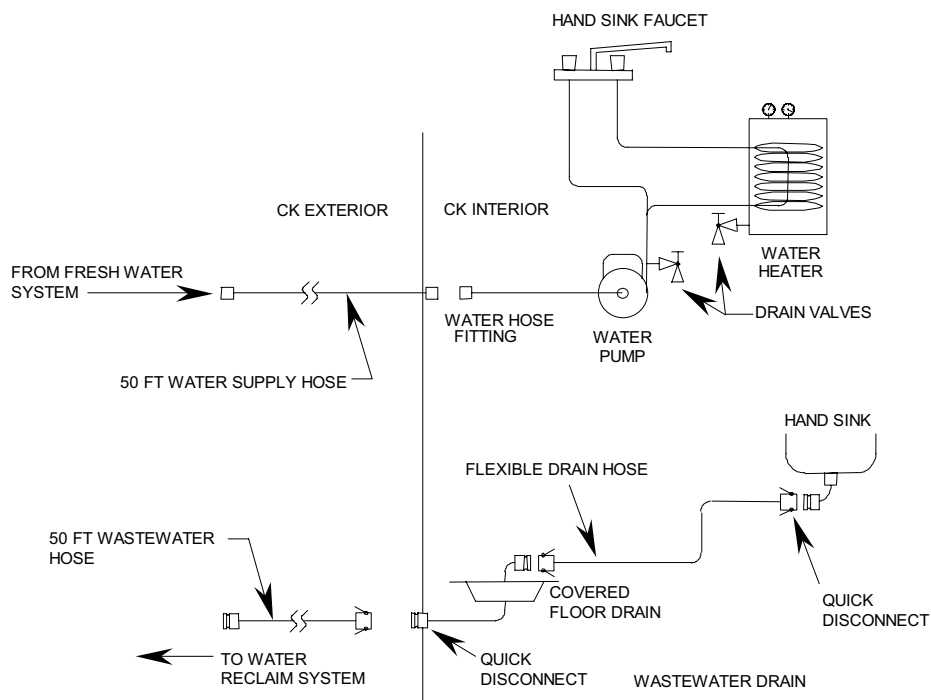 HAND SINK FAUCET
CK EXTERIOR
CK INTERIOR
FROM FRESH WATER
SYSTEM
WATER
HEATER
DRAIN VALVES
WATER HOSE
FITTING
WATER
PUMP
50 FT WATER SUPPLY HOSE
HAND SINK
FLEXIBLE DRAIN HOSE
50 FT WASTEWATER
HOSE
COVERED
FLOOR DRAIN
QUICK
DISCONNECT
TO WATER
RECLAIM SYSTEM
QUICK
DISCONNECT
WASTEWATER DRAIN